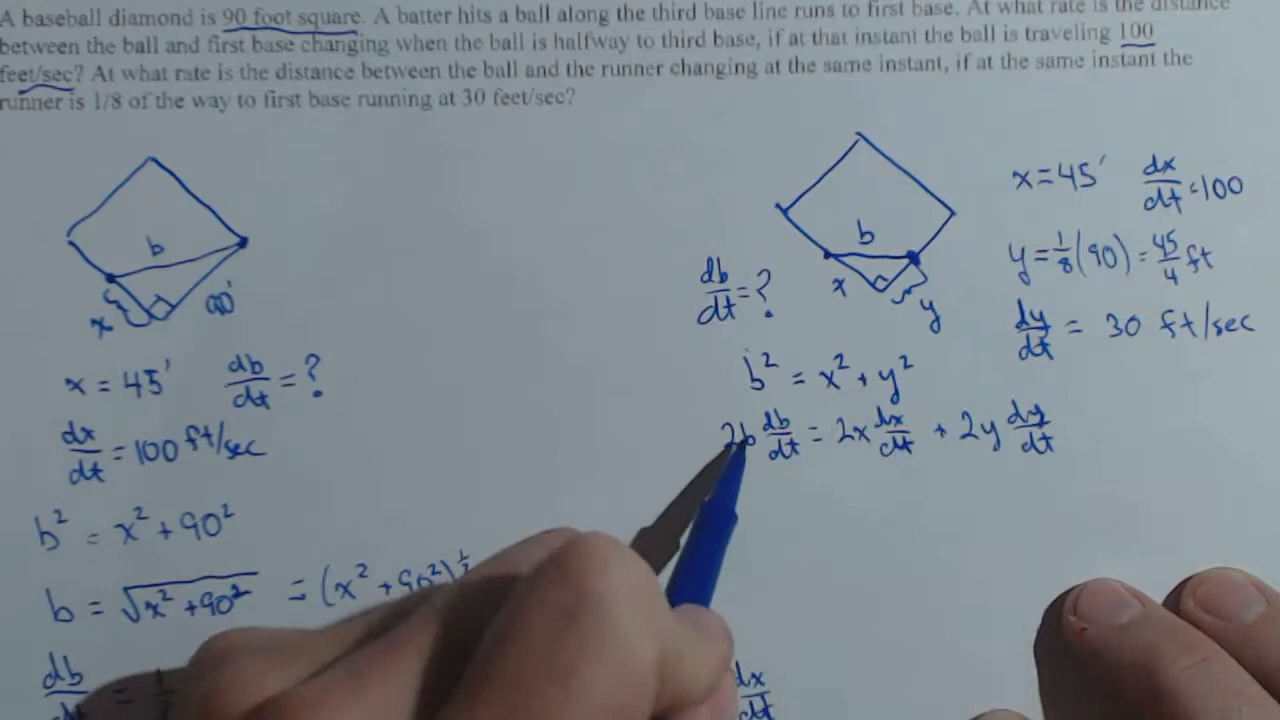 A baseball diamond is 90 foot square. A batter hits a ball along the third base line runs to first base. At what rate is the distance
between the ball and first base changing when the ball is halfway to third base, if at that instant the ball is traveling 100
feet/sec? At what rate is the distance between the ball and the runner changing at the same instant, if at the same instant the
runner is 1/8 of the way to first base running at 30 feet/sec?
b
x
90'
x = 45'
db/dt = ?
dx/dt = 100 ft/sec
b² = x² + 90²
b = √x² + 90² = (x² + 90²)
db
=
b
x
y
db/dt = ?
x = 45'
dx/dt = 100
y = 1/8 (90) = 45/4 ft
dy/dt = 30 ft/sec
b² = x² + y²
2b db/dt = 2x dx/dt + 2y dy/dt
dx/dt